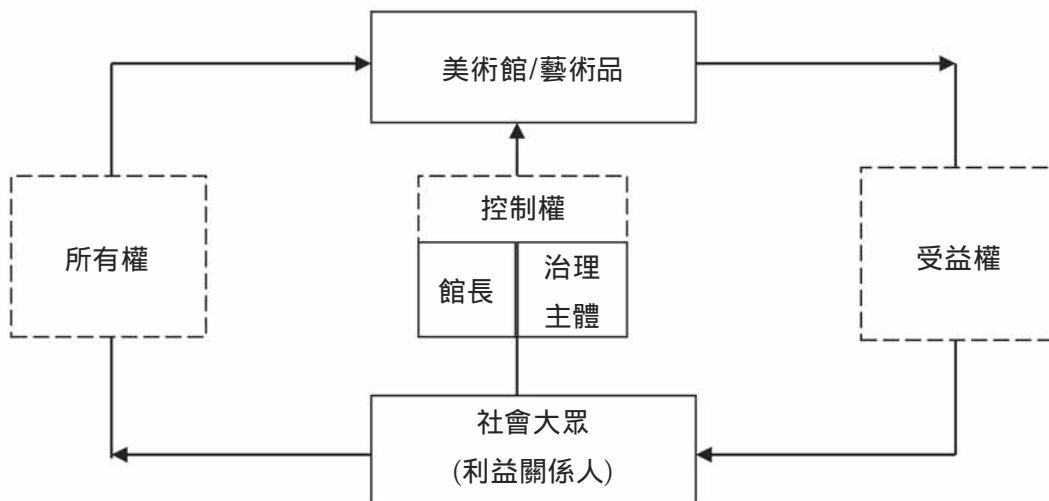 美術館/藝術品
控制權
所有權
館長
治理
主體
受益權
社會大眾
(利益關係人)